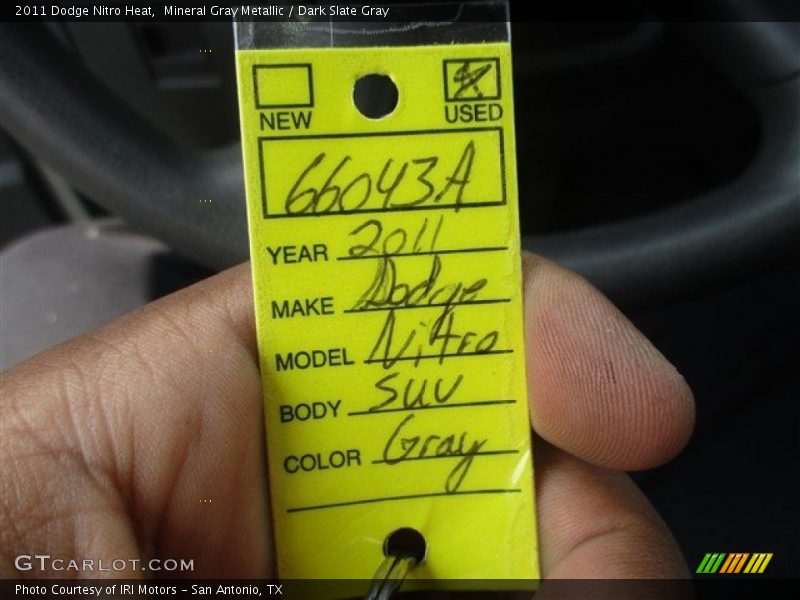 2011 Dodge Nitro Heat,  Mineral Gray Metallic / Dark Slate Gray
NEW USED
66043A
YEAR 2011
MAKE Dodge
MODEL Nitro
BODY SUV
COLOR Gray
GTCARLOT.COM
Photo Courtesy of IRI Motors - San Antonio, TX